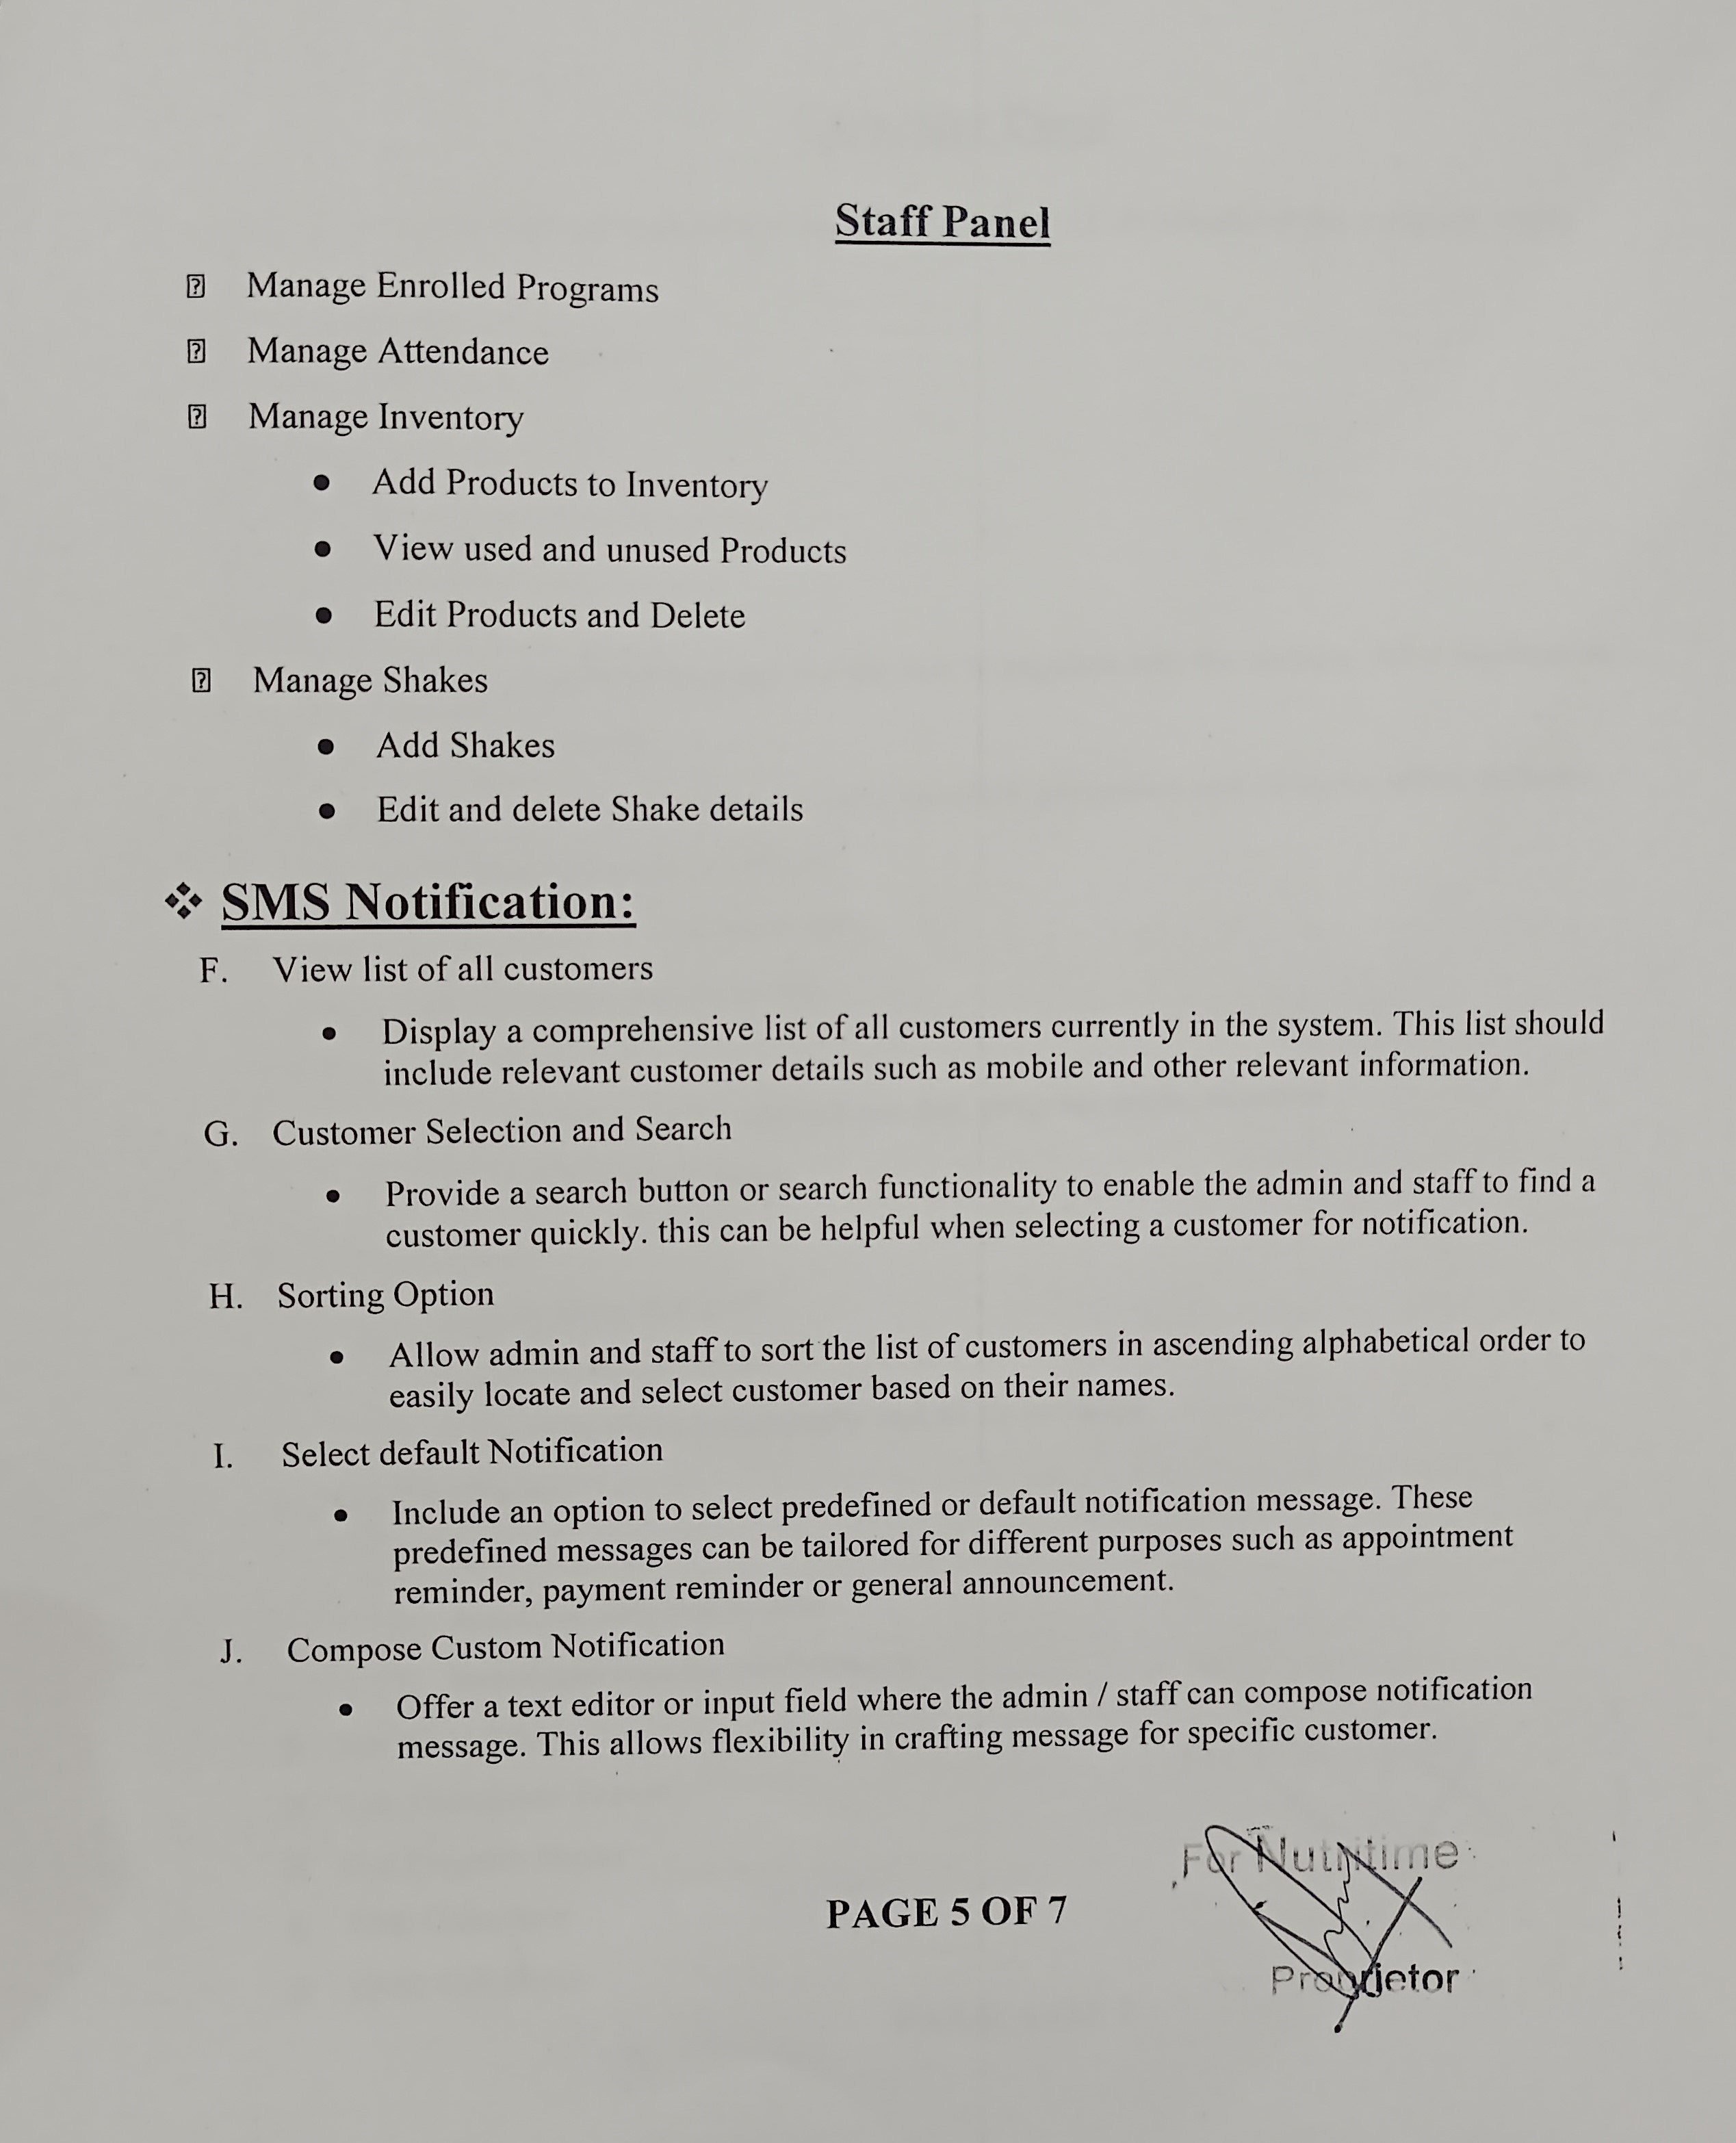 Staff Panel
Manage Enrolled Programs
Manage Attendance
Manage Inventory
• Add Products to Inventory
• View used and unused Products
• Edit Products and Delete
Manage Shakes
• Add Shakes
• Edit and delete Shake details
❖ SMS Notification:
F. View list of all customers
• Display a comprehensive list of all customers currently in the system. This list should
include relevant customer details such as mobile and other relevant information.
G. Customer Selection and Search
• Provide a search button or search functionality to enable the admin and staff to find a
customer quickly. this can be helpful when selecting a customer for notification.
H. Sorting Option
• Allow admin and staff to sort the list of customers in ascending alphabetical order to
easily locate and select customer based on their names.
I. Select default Notification
• Include an option to select predefined or default notification message. These
predefined messages can be tailored for different purposes such as appointment
reminder, payment reminder or general announcement.
J. Compose Custom Notification
• Offer a text editor or input field where the admin / staff can compose notification
message. This allows flexibility in crafting message for specific customer.
For Nutritime
PAGE 5 OF 7
Proprietor